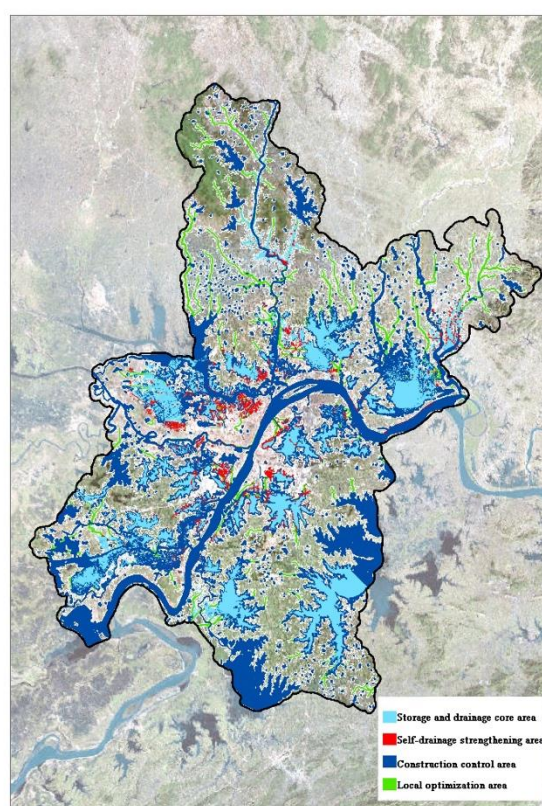 Storage and drainage core area
Self-drainage strengthening area
Construction control area
Local optimization area